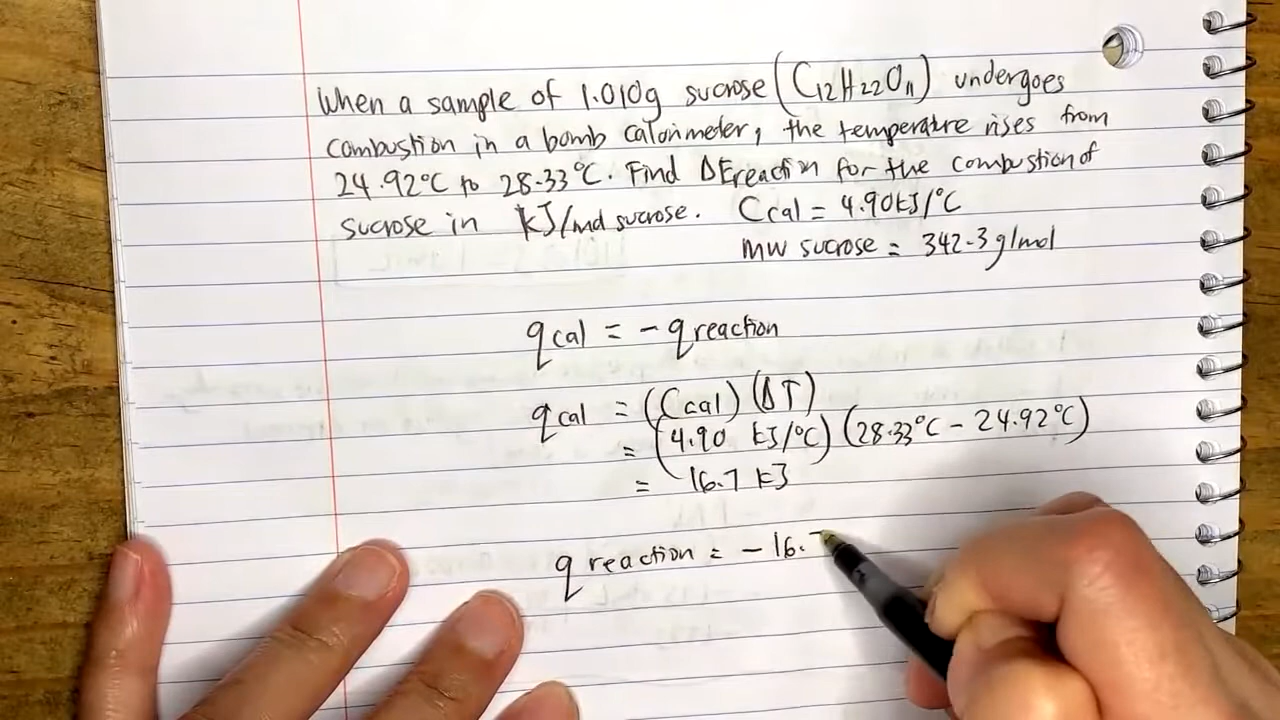 When a sample of 1.010g sucrose (C12H22O11) undergoes
combustion in a bomb calorimeter, the temperature rises from
24.92°C to 28.33°C. Find ΔEreaction for the combustion of
sucrose in kJ/mol sucrose. Ccal = 4.90kJ/°C
MW sucrose = 342.3 g/mol
qcal = - qreaction
qcal = (Ccal) (ΔT)
= (4.90 kJ/°C) (28.33°C - 24.92°C)
= 16.7 kJ
q reaction = -16.7